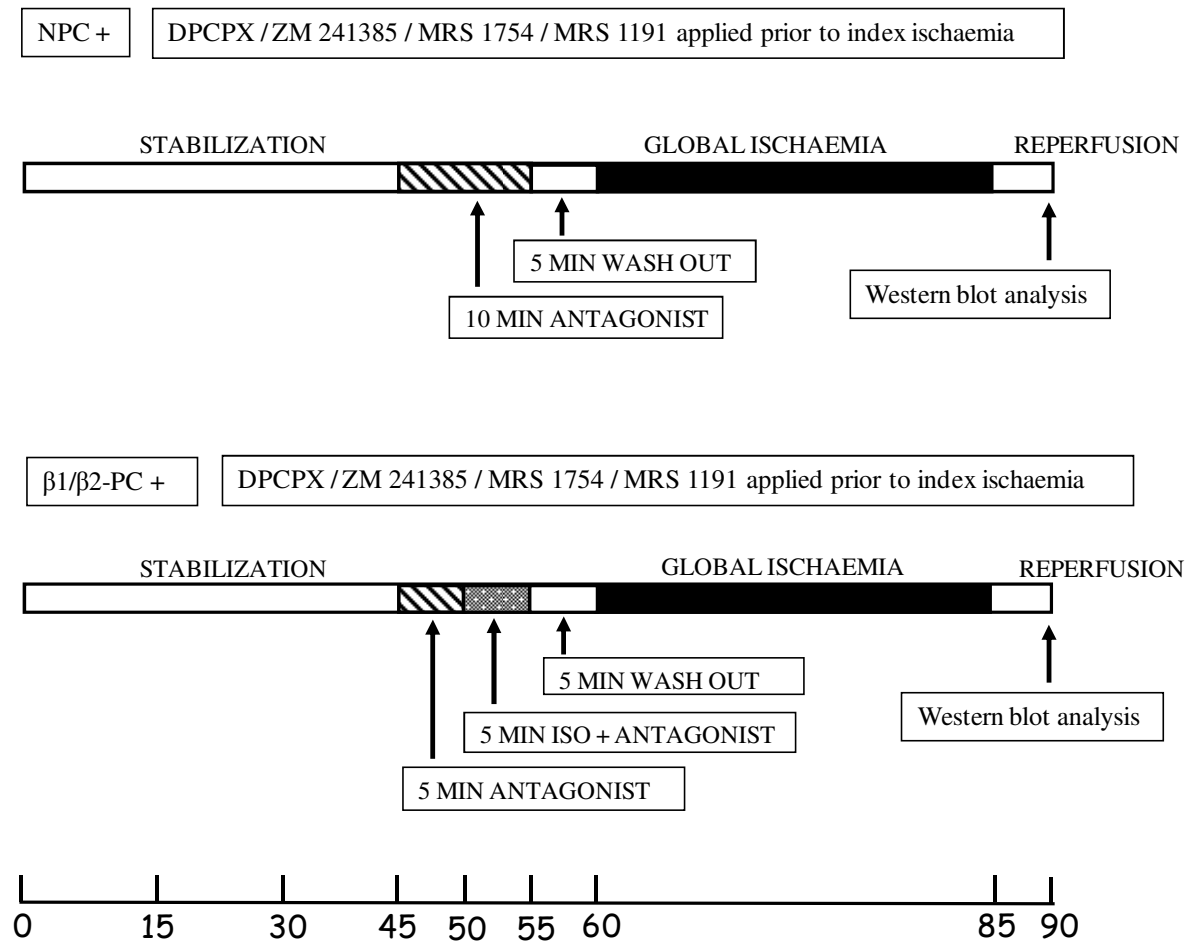 NPC +
DPCPX / ZM 241385 / MRS 1754 / MRS 1191 applied prior to index ischaemia
STABILIZATION
GLOBAL ISCHAEMIA
REPERFUSION
5 MIN WASH OUT
Western blot analysis
10 MIN ANTAGONIST
β1/β2-PC +
DPCPX / ZM 241385 / MRS 1754 / MRS 1191 applied prior to index ischaemia
STABILIZATION
GLOBAL ISCHAEMIA
REPERFUSION
5 MIN WASH OUT
Western blot analysis
5 MIN ISO + ANTAGONIST
5 MIN ANTAGONIST
0 15 30 45 50 55 60 85 90